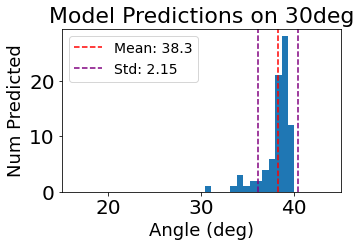 Model Predictions on 30deg
Mean: 38.3
Std: 2.15
Num Predicted
20
10
0
20 30 40
Angle (deg)